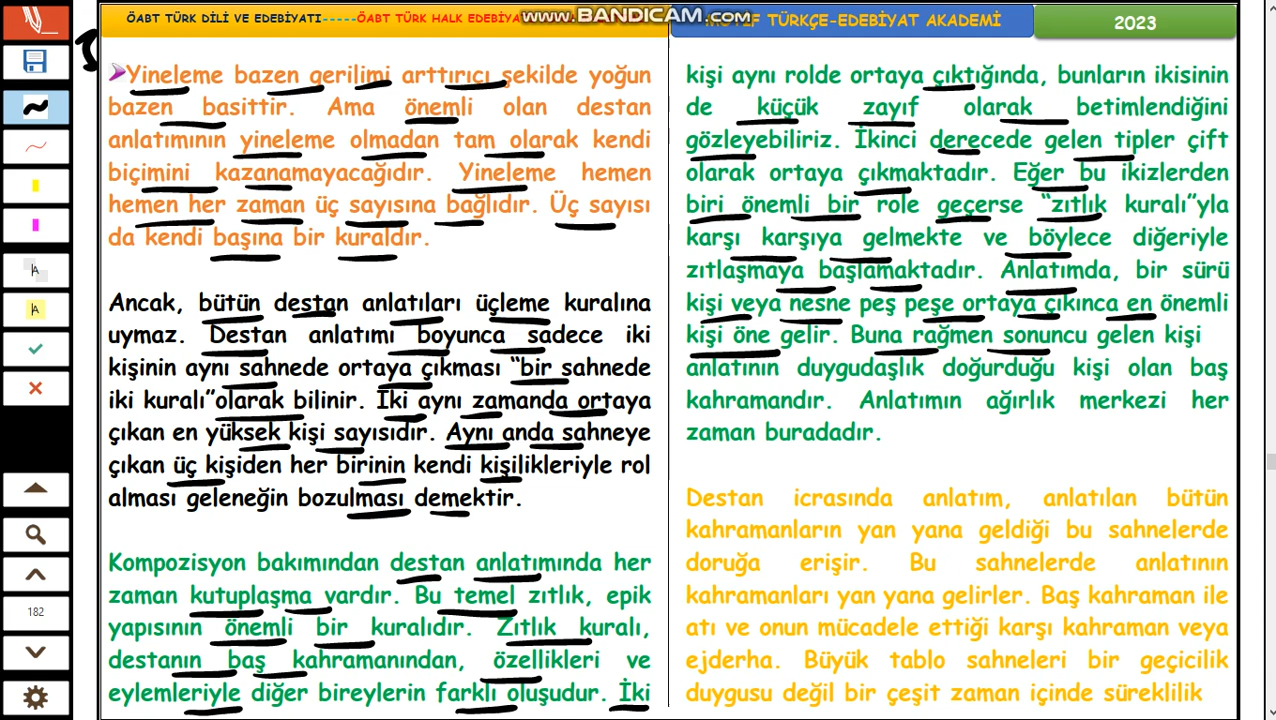 ÖABT TÜRK DİLİ VE EDEBİYATI-----ÖABT TÜRK HALK EDEBİYA
www.BANDICAM.com
MOTİF TÜRKÇE-EDEBİYAT AKADEMİ
2023
Yineleme bazen gerilimi arttırıcı şekilde yoğun
bazen basittir. Ama önemli olan destan
anlatımının yineleme olmadan tam olarak kendi
biçimini kazanamayacağıdır. Yineleme hemen
hemen her zaman üç sayısına bağlıdır. Üç sayısı
da kendi başına bir kuraldır.
Ancak, bütün destan anlatıları üçleme kuralına
uymaz. Destan anlatımı boyunca sadece iki
kişinin aynı sahnede ortaya çıkması “bir sahnede
iki kuralı”olarak bilinir. İki aynı zamanda ortaya
çıkan en yüksek kişi sayısıdır. Aynı anda sahneye
çıkan üç kişiden her birinin kendi kişilikleriyle rol
alması geleneğin bozulması demektir.
Kompozisyon bakımından destan anlatımında her
zaman kutuplaşma vardır. Bu temel zıtlık, epik
yapısının önemli bir kuralıdır. Zıtlık kuralı,
destanın baş kahramanından, özellikleri ve
eylemleriyle diğer bireylerin farklı oluşudur. İki
kişi aynı rolde ortaya çıktığında, bunların ikisinin
de küçük zayıf olarak betimlendiğini
gözleyebiliriz. İkinci derecede gelen tipler çift
olarak ortaya çıkmaktadır. Eğer bu ikizlerden
biri önemli bir role geçerse “zıtlık kuralı”yla
karşı karşıya gelmekte ve böylece diğeriyle
zıtlaşmaya başlamaktadır. Anlatımda, bir sürü
kişi veya nesne peş peşe ortaya çıkınca en önemli
kişi öne gelir. Buna rağmen sonuncu gelen kişi
anlatının duygudaşlık doğurduğu kişi olan baş
kahramandır. Anlatımın ağırlık merkezi her
zaman buradadır.
Destan icrasında anlatım, anlatılan bütün
kahramanların yan yana geldiği bu sahnelerde
doruğa erişir. Bu sahnelerde anlatının
kahramanları yan yana gelirler. Baş kahraman ile
atı ve onun mücadele ettiği karşı kahraman veya
ejderha. Büyük tablo sahneleri bir geçicilik
duygusu değil bir çeşit zaman içinde süreklilik
182